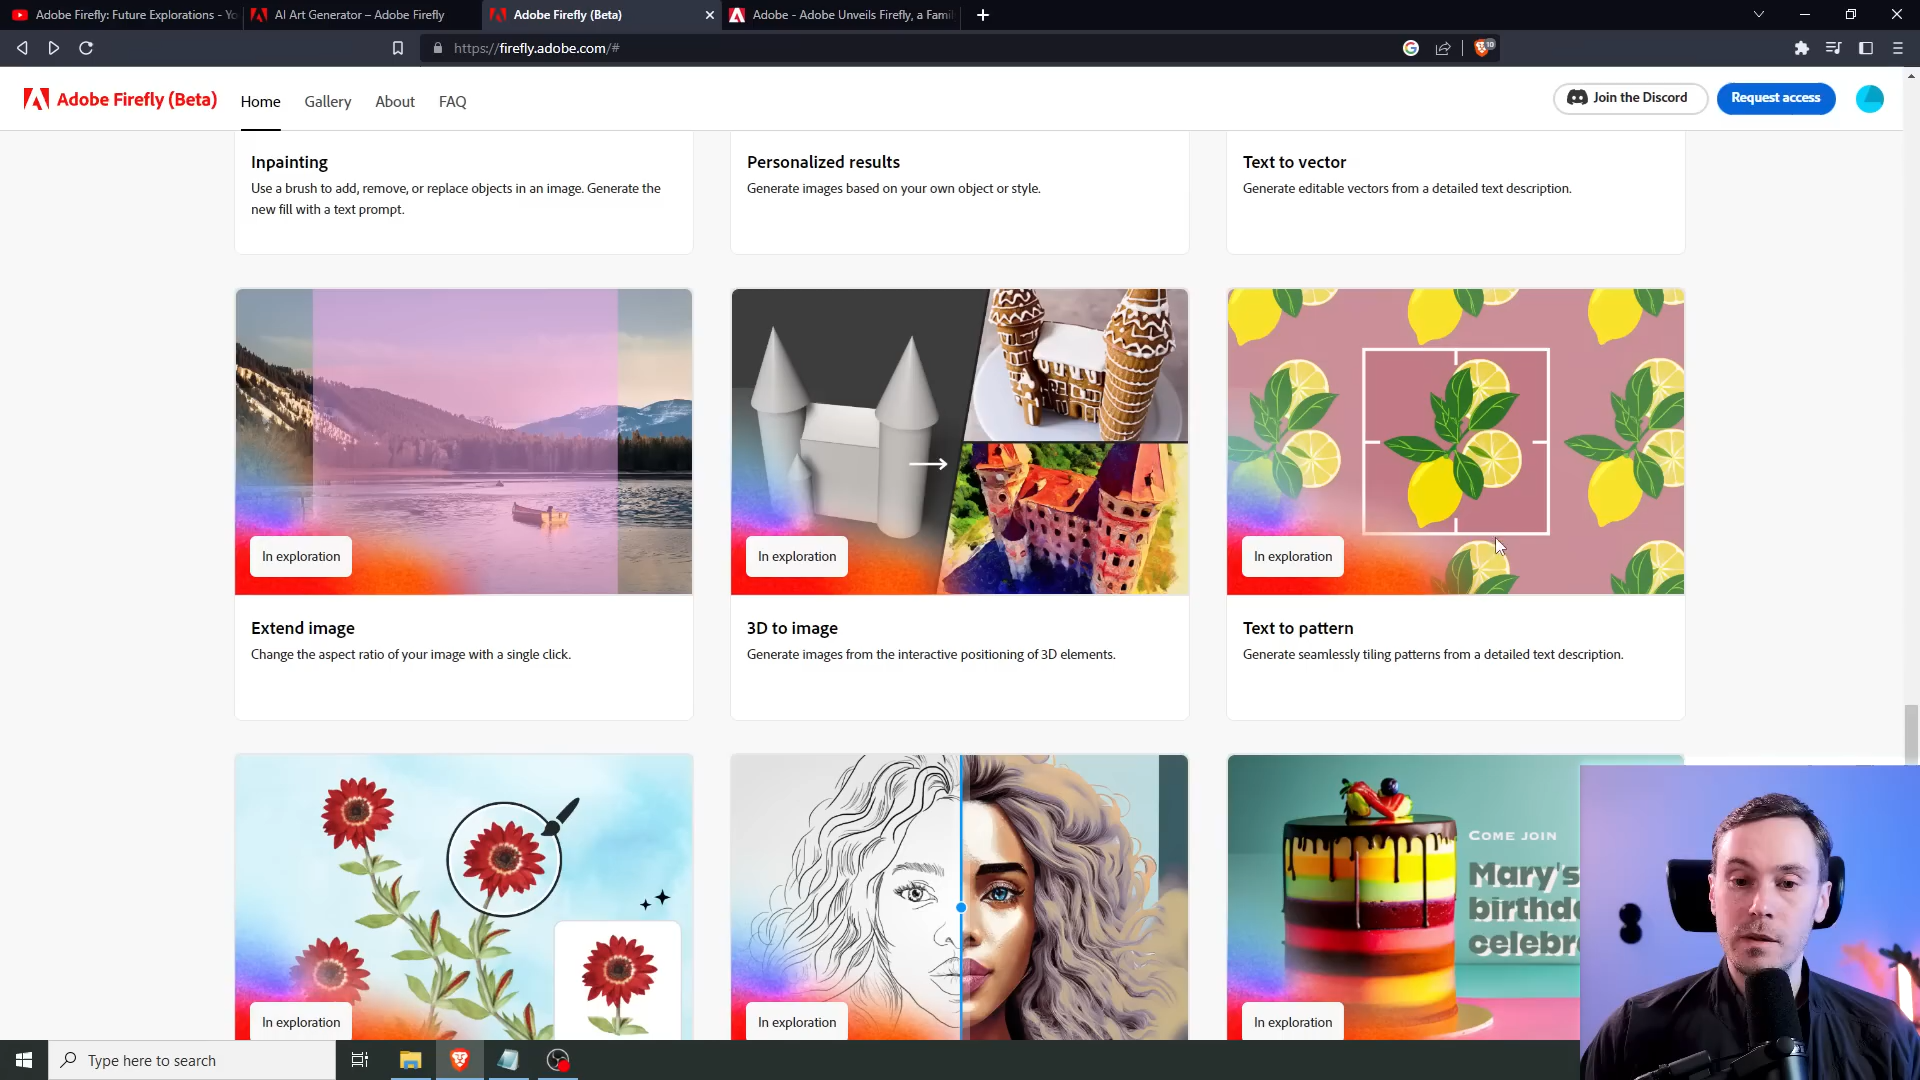 Adobe Firefly: Future Explorations - Yo
AI Art Generator – Adobe Firefly
Adobe Firefly (Beta)
Adobe - Adobe Unveils Firefly, a Fami
https://firefly.adobe.com/#
10
Adobe Firefly (Beta)
Home
Gallery
About
FAQ
Join the Discord
Request access
Inpainting
Use a brush to add, remove, or replace objects in an image. Generate the
new fill with a text prompt.
Personalized results
Generate images based on your own object or style.
Text to vector
Generate editable vectors from a detailed text description.
In exploration
Extend image
Change the aspect ratio of your image with a single click.
In exploration
3D to image
Generate images from the interactive positioning of 3D elements.
In exploration
Text to pattern
Generate seamlessly tiling patterns from a detailed text description.
In exploration
In exploration
COME JOIN
Mary's
birthd
celebr
In exploration
Type here to search